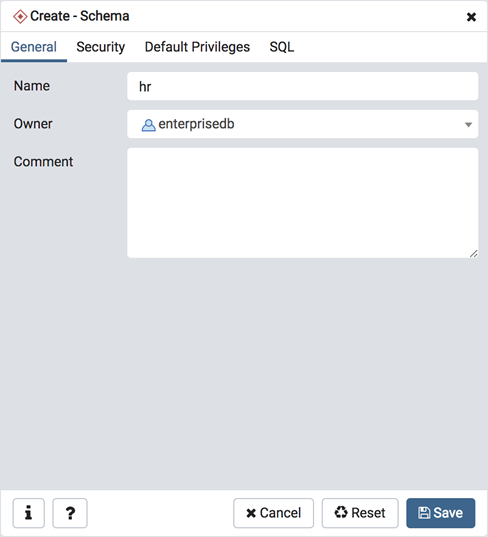 Create - Schema
General Security Default Privileges SQL
Name hr
Owner enterprisedb
Comment
i ? Cancel Reset Save